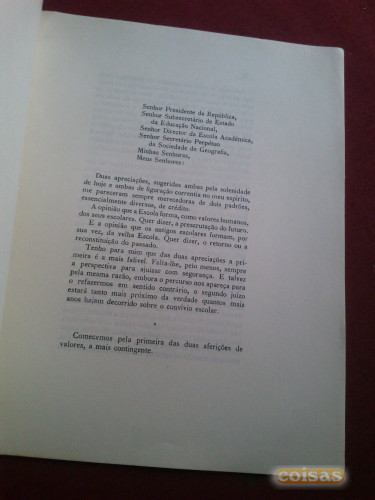 Senhor Presidente da República,
Senhor Subsecretário de Estado
da Educação Nacional,
Senhor Director da Escola Académica,
Senhor Secretário Perpétuo
da Sociedade de Geografia,
Minhas Senhoras,
Meus Senhores:
Duas apreciações, sugeridas ambas pela solenidade
de hoje e ambas de figuração corrente no meu espírito,
me pareceram sempre merecedoras de dois padrões,
essencialmente diversos, de crédito.
A opinião que a Escola forma, como valores humanos,
dos seus escolares. Quer dizer, a prescrutação do futuro.
E a opinião que os antigos escolares formam, por
sua vez, da velha Escola. Quer dizer, o retorno ou a
reconstituição do passado.
Tenho para mim que das duas apreciações a pri-
meira é a mais falível. Falta-lhe, pelo menos, sempre
a perspectiva para ajuizar com segurança. E talvez
pela mesma razão, embora o percurso nos apareça para
o refazermos em sentido contrário, o segundo juízo
estará tanto mais próximo da verdade quantos mais
anos hajam decorrido sobre o convívio escolar.
*
Comecemos pela primeira das duas aferições de
valores, a mais contingente.
coisas